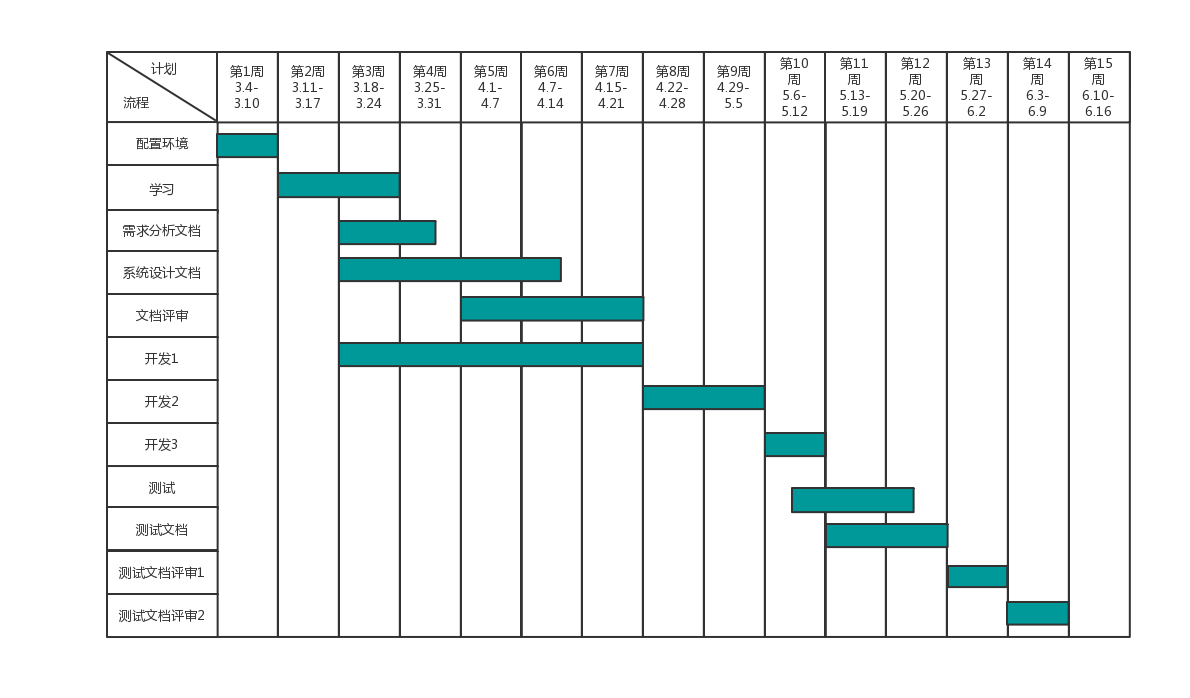 计划
流程
第1周
3.4-
3.10
第2周
3.11-
3.17
第3周
3.18-
3.24
第4周
3.25-
3.31
第5周
4.1-
4.7
第6周
4.7-
4.14
第7周
4.15-
4.21
第8周
4.22-
4.28
第9周
4.29-
5.5
第10
周
5.6-
5.12
第11
周
5.13-
5.19
第12
周
5.20-
5.26
第13
周
5.27-
6.2
第14
周
6.3-
6.9
第15
周
6.10-
6.16
配置环境
学习
需求分析文档
系统设计文档
文档评审
开发1
开发2
开发3
测试
测试文档
测试文档评审1
测试文档评审2